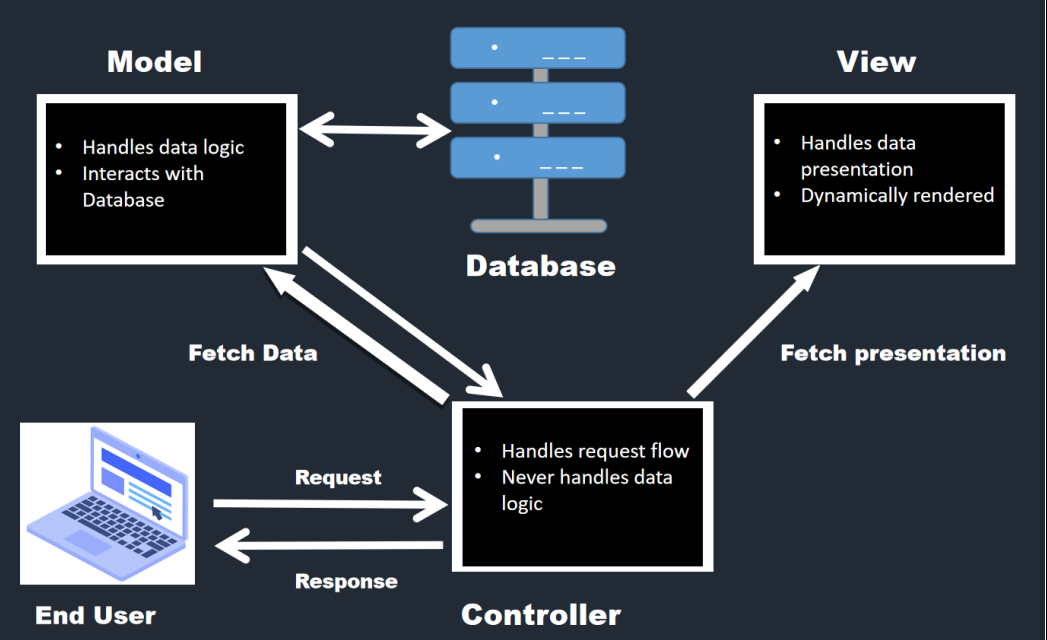 Model
• Handles data logic
• Interacts with
Database
Database
View
• Handles data
presentation
• Dynamically rendered
Fetch Data
Fetch presentation
Request
Response
End User
• Handles request flow
• Never handles data
logic
Controller